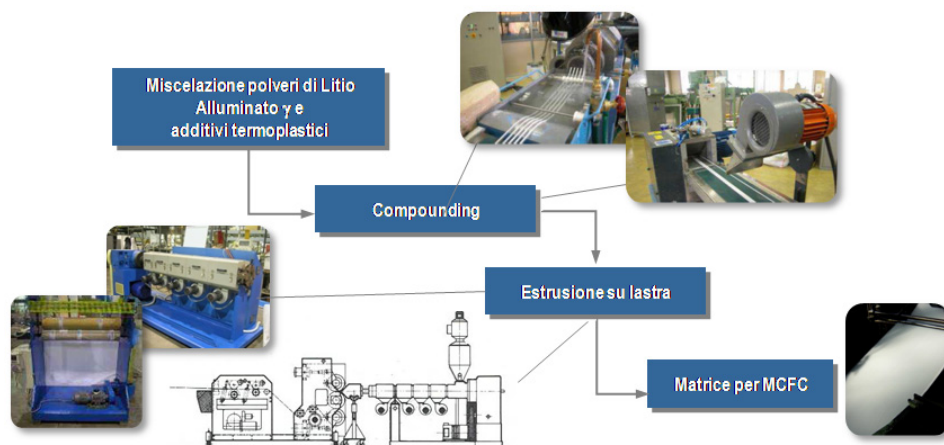 Miscelazione polveri di Litio
Alluminato γ e
additivi termoplastici
Compounding
Estrusione su lastra
Matrice per MCFC